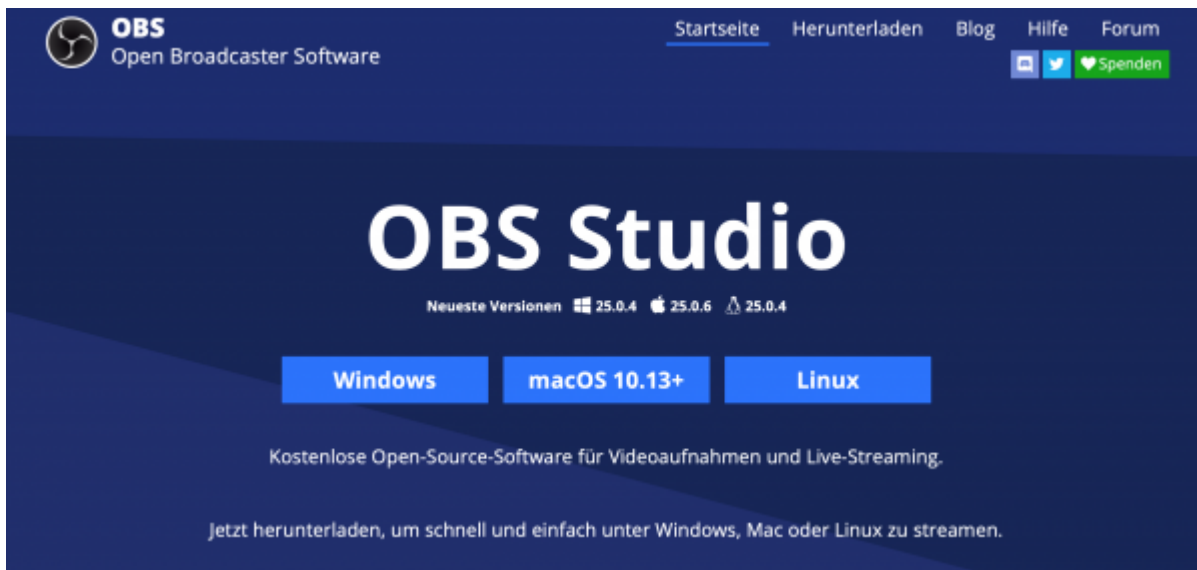 OBS
Open Broadcaster Software
Startseite Herunterladen Blog Hilfe Forum
Spenden
OBS Studio
Neueste Versionen 25.0.4 25.0.6 25.0.4
Windows macOS 10.13+ Linux
Kostenlose Open-Source-Software für Videoaufnahmen und Live-Streaming.
Jetzt herunterladen, um schnell und einfach unter Windows, Mac oder Linux zu streamen.